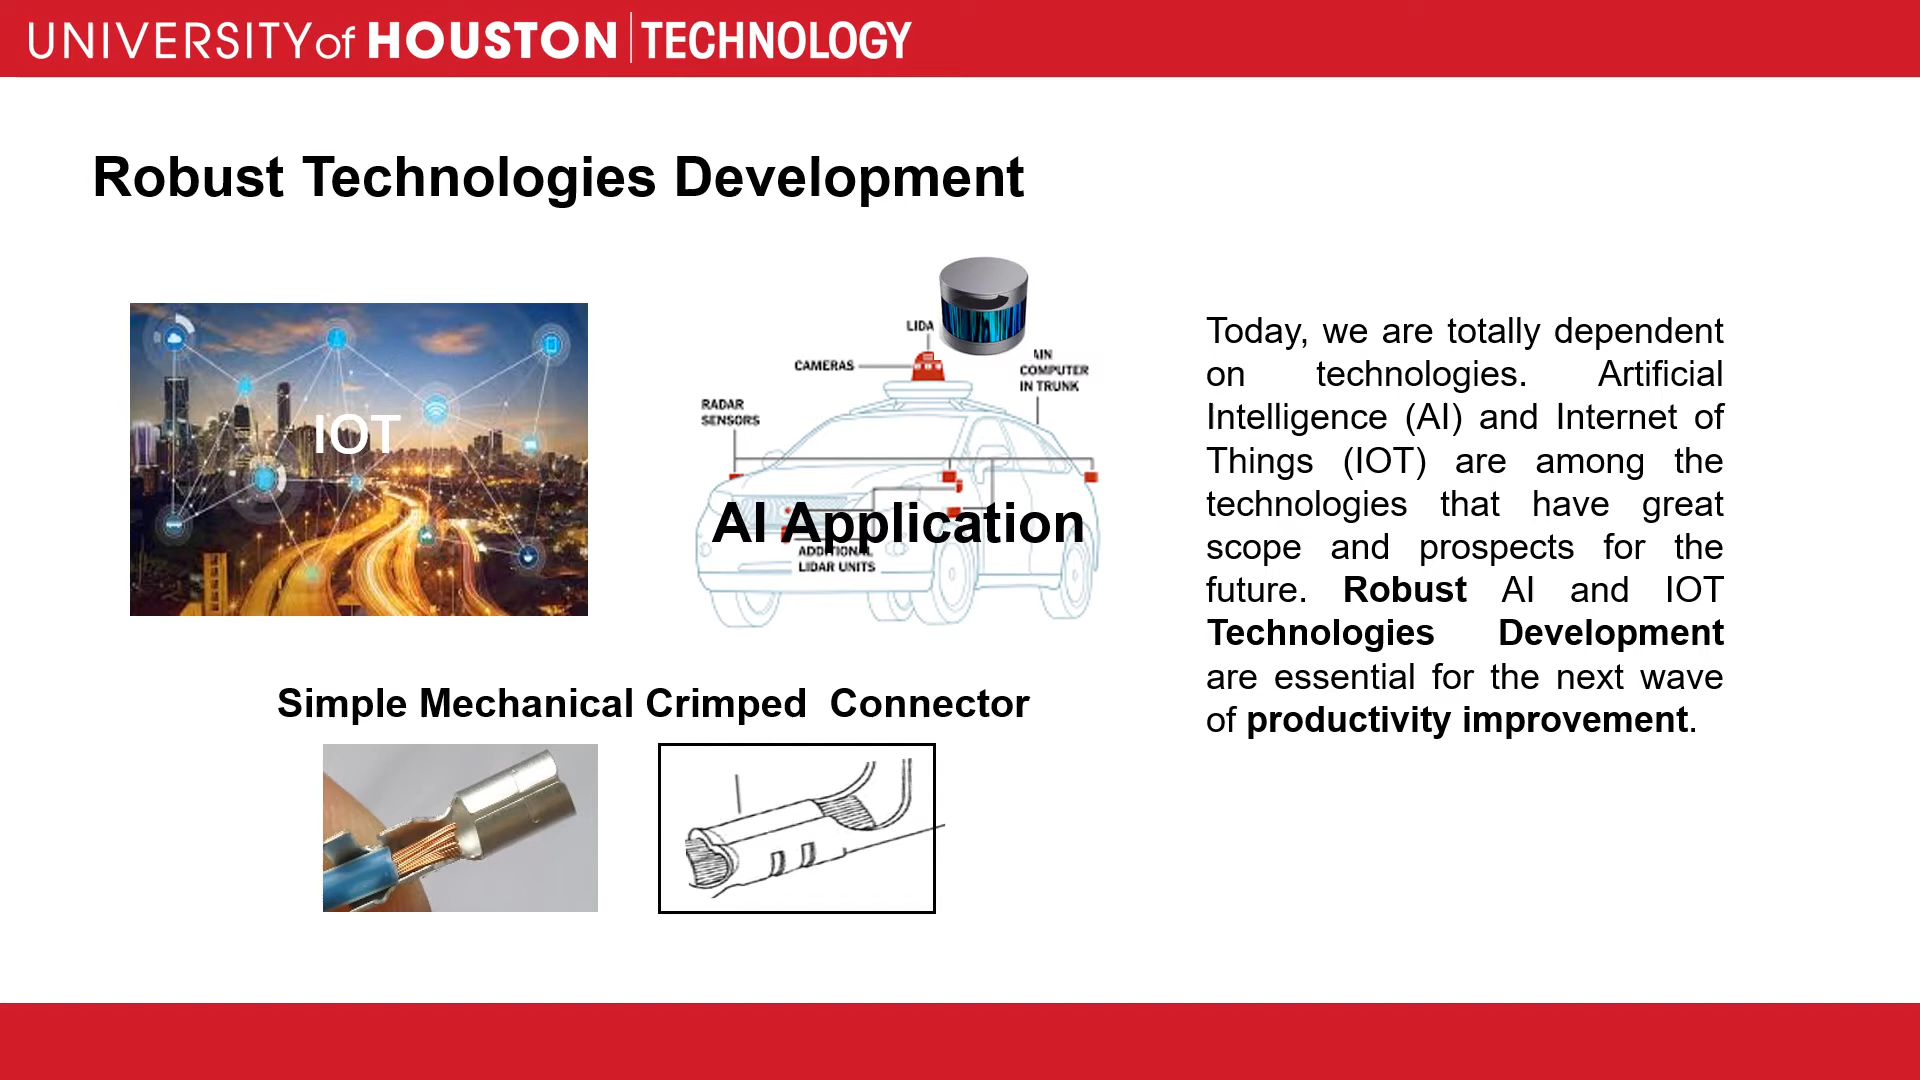 UNIVERSITY of HOUSTON | TECHNOLOGY
Robust Technologies Development
IOT
LIDA
CAMERAS
AIN
COMPUTER
IN TRUNK
RADAR
SENSORS
AI Application
ADDITIONAL
LIDAR UNITS
Today, we are totally dependent
on technologies. Artificial
Intelligence (AI) and Internet of
Things (IOT) are among the
technologies that have great
scope and prospects for the
future. Robust AI and IOT
Technologies Development
are essential for the next wave
of productivity improvement.
Simple Mechanical Crimped  Connector